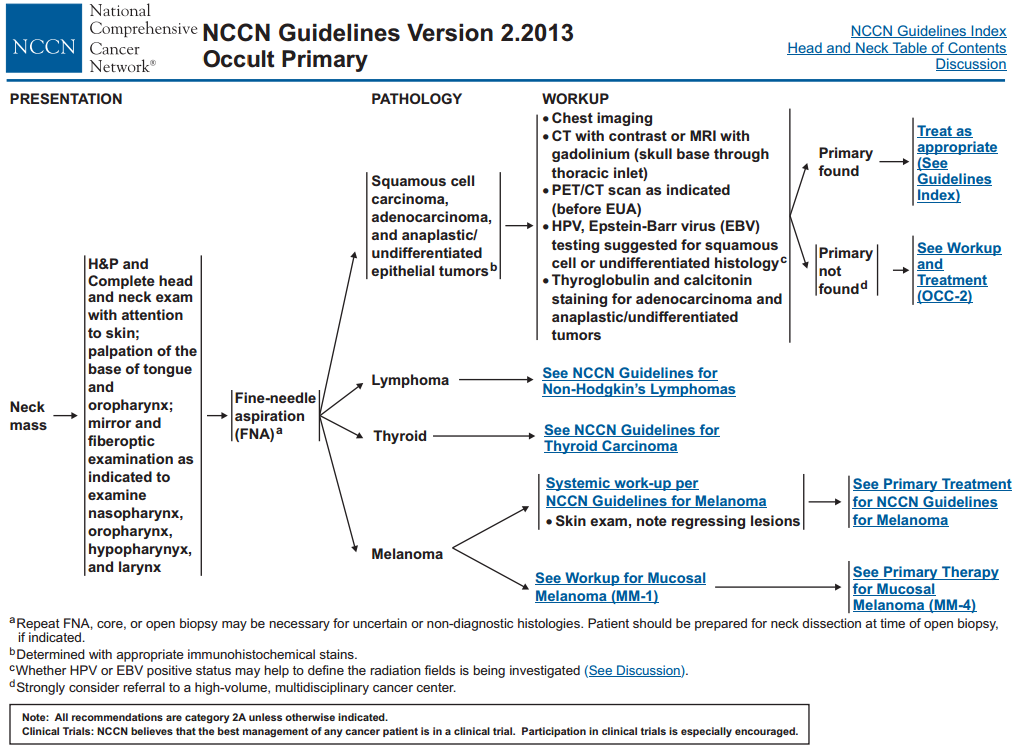 NCCN
National
Comprehensive
Cancer
Network®
NCCN Guidelines Version 2.2013
Occult Primary
NCCN Guidelines Index
Head and Neck Table of Contents
Discussion
PRESENTATION
PATHOLOGY
WORKUP
Neck
mass
H&P and
Complete head
and neck exam
with attention
to skin;
palpation of the
base of tongue
and
oropharynx;
mirror and
fiberoptic
examination as
indicated to
examine
nasopharynx,
oropharynx,
hypopharynyx,
and larynx
Fine-needle
aspiration
(FNA)a
Squamous cell
carcinoma,
adenocarcinoma,
and anaplastic/
undifferentiated
epithelial tumorsb
• Chest imaging
• CT with contrast or MRI with
gadolinium (skull base through
thoracic inlet)
• PET/CT scan as indicated
(before EUA)
• HPV, Epstein-Barr virus (EBV)
testing suggested for squamous
cell or undifferentiated histologyc
• Thyroglobulin and calcitonin
staining for adenocarcinoma and
anaplastic/undifferentiated
tumors
Primary
found
Treat as
appropriate
(See
Guidelines
Index)
Primary
not
foundd
See Workup
and
Treatment
(OCC-2)
Lymphoma
See NCCN Guidelines for
Non-Hodgkin's Lymphomas
Thyroid
See NCCN Guidelines for
Thyroid Carcinoma
Melanoma
Systemic work-up per
NCCN Guidelines for Melanoma
• Skin exam, note regressing lesions
See Primary Treatment
for NCCN Guidelines
for Melanoma
See Workup for Mucosal
Melanoma (MM-1)
See Primary Therapy
for Mucosal
Melanoma (MM-4)
aRepeat FNA, core, or open biopsy may be necessary for uncertain or non-diagnostic histologies. Patient should be prepared for neck dissection at time of open biopsy,
if indicated.
bDetermined with appropriate immunohistochemical stains.
cWhether HPV or EBV positive status may help to define the radiation fields is being investigated (See Discussion).
dStrongly consider referral to a high-volume, multidisciplinary cancer center.
Note: All recommendations are category 2A unless otherwise indicated.
Clinical Trials: NCCN believes that the best management of any cancer patient is in a clinical trial. Participation in clinical trials is especially encouraged.